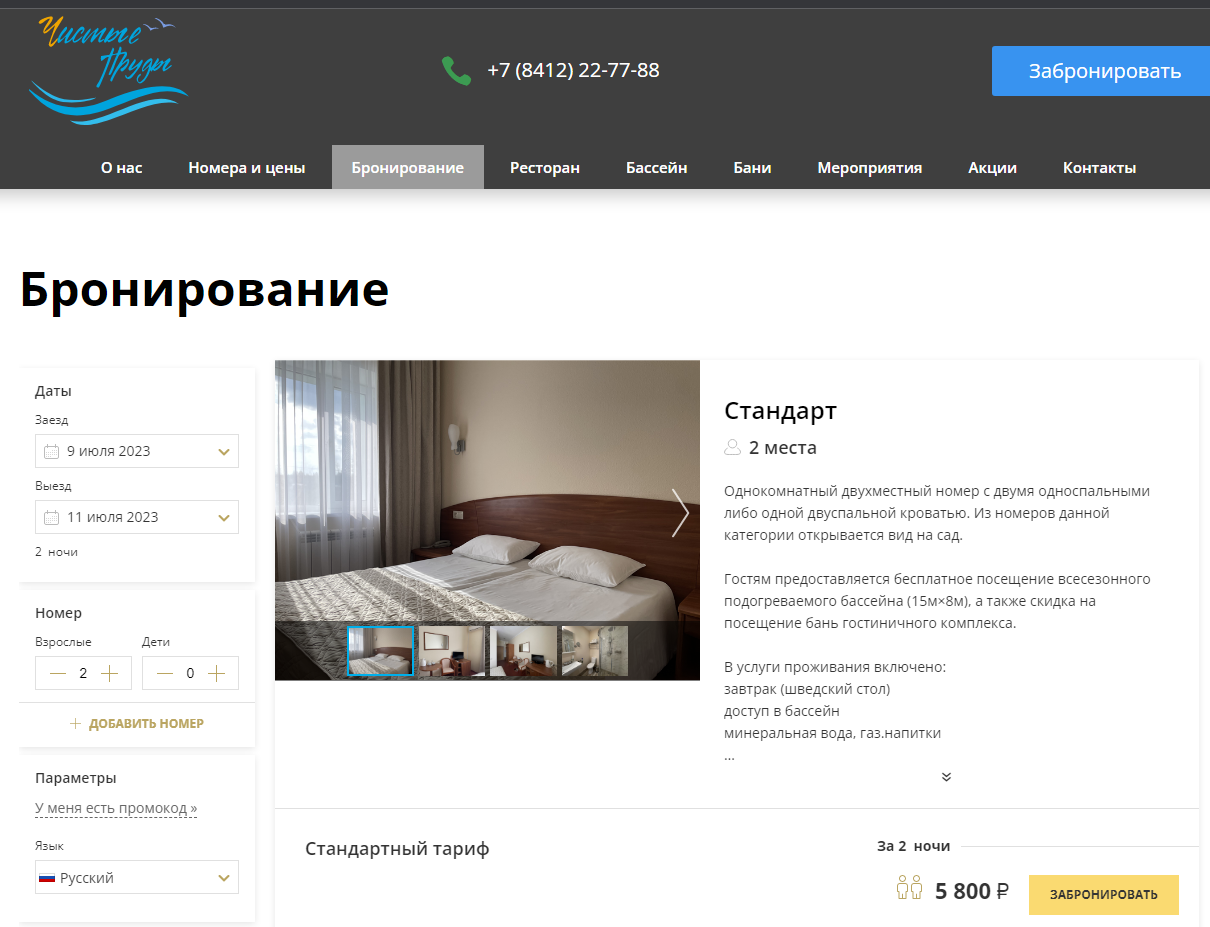 Чистые
Пруды
+7 (8412) 22-77-88
Забронировать
О нас
Номера и цены
Бронирование
Ресторан
Бассейн
Бани
Мероприятия
Акции
Контакты
Бронирование
Даты
Заезд
9 июля 2023
Выезд
11 июля 2023
2 ночи
Номер
Взрослые Дети
— 2 + — 0 +
+ ДОБАВИТЬ НОМЕР
Параметры
У меня есть промокод »
Язык
Русский
Стандарт
2 места
Однокомнатный двухместный номер с двумя односпальными
либо одной двуспальной кроватью. Из номеров данной
категории открывается вид на сад.
Гостям предоставляется бесплатное посещение всесезонного
подогреваемого бассейна (15м×8м), а также скидка на
посещение бань гостиничного комплекса.
В услуги проживания включено:
завтрак (шведский стол)
доступ в бассейн
минеральная вода, газ.напитки
...
Стандартный тариф
За 2 ночи
5 800 ₽
ЗАБРОНИРОВАТЬ